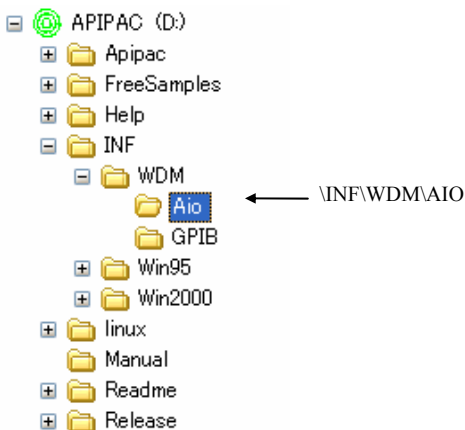 APIPAC (D:)
Apipac
FreeSamples
Help
INF
WDM
Aio
\INF\WDM\AIO
GPIB
Win95
Win2000
linux
Manual
Readme
Release